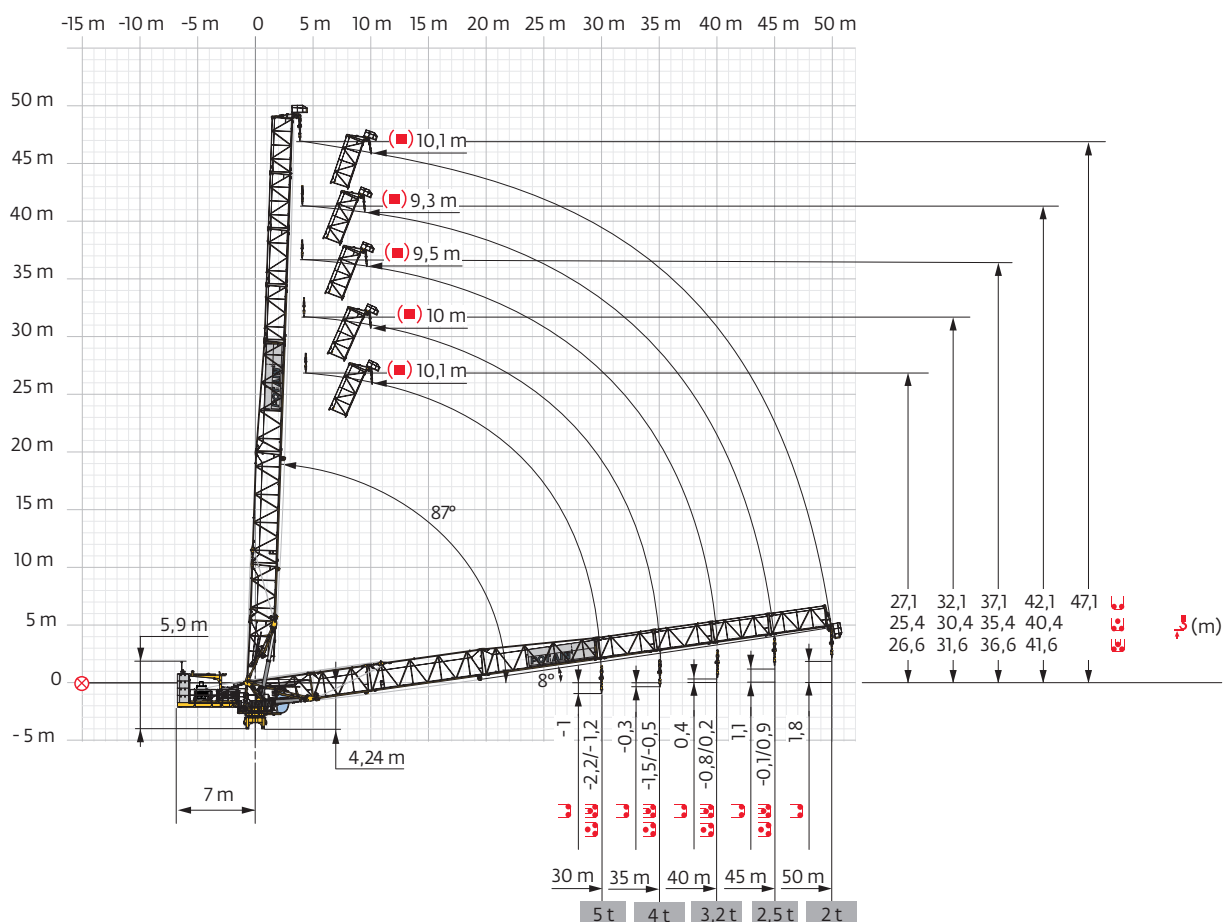 -15 m -10 m -5 m 0 5 m 10 m 15 m 20 m 25 m 30 m 35 m 40 m 45 m 50 m
50 m
45 m
40 m
35 m
30 m
25 m
20 m
15 m
10 m
5 m
0
- 5 m
10,1 m
9,3 m
9,5 m
10 m
10,1 m
87°
8°
5,9 m
4,24 m
7 m
27,1 32,1 37,1 42,1 47,1
25,4 30,4 35,4 40,4 (m)
26,6 31,6 36,6 41,6
-1
-2,2/-1,2
-0,3
-1,5/-0,5
0,4
-0,8/0,2
1,1
-0,1/0,9
1,8
30 m 35 m 40 m 45 m 50 m
5 t 4 t 3,2 t 2,5 t 2 t